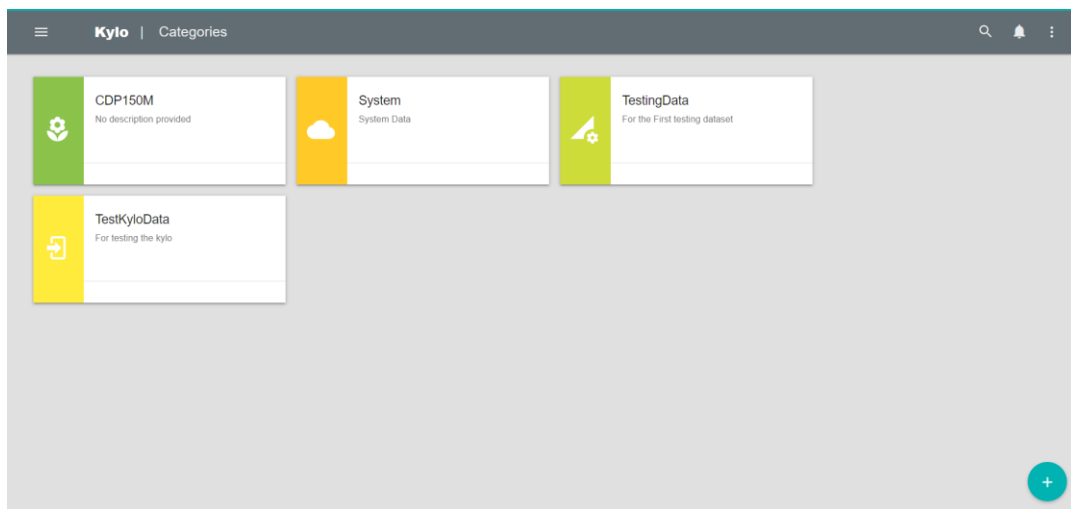 Kylo | Categories
CDP150M
No description provided
System
System Data
TestingData
For the First testing dataset
TestKyloData
For testing the kylo